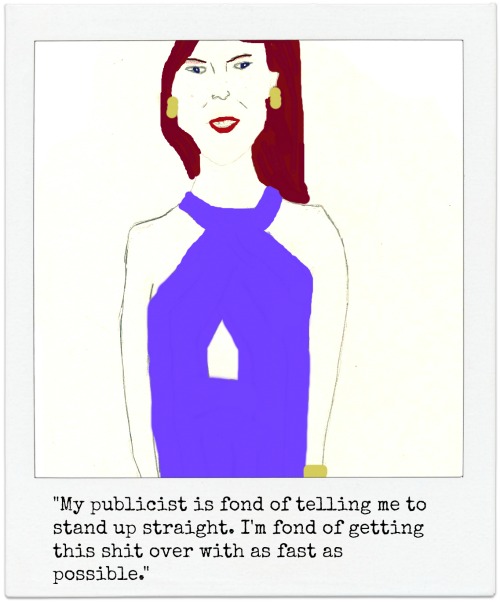 "My publicist is fond of telling me to
stand up straight. I'm fond of getting
this shit over with as fast as
possible."